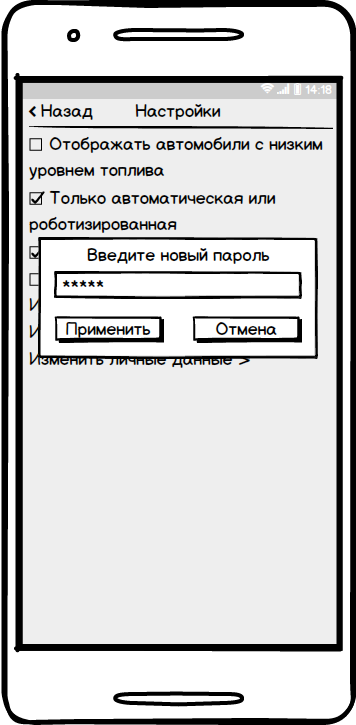 14:18
Назад Настройки
Отображать автомобили с низким
уровнем топлива
Только автоматическая или
роботизированная
Введите новый пароль
*****
Применить Отмена
Изменить личные данные >